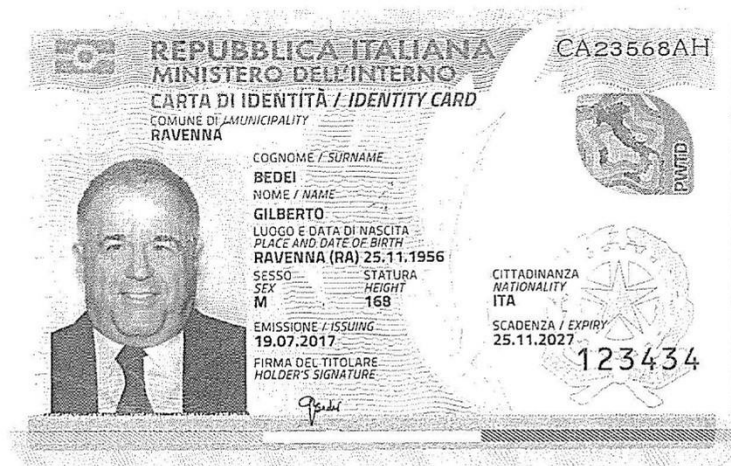 REPUBBLICA ITALIANA
CA23568AH
MINISTERO DELL'INTERNO
CARTA DI IDENTITÀ / IDENTITY CARD
COMUNE DI / MUNICIPALITY
RAVENNA
COGNOME / SURNAME
BEDEI
NOME / NAME
GILBERTO
LUOGO E DATA DI NASCITA
PLACE AND DATE OF BIRTH
RAVENNA (RA) 25.11.1956
SESSO STATURA CITTADINANZA
SEX HEIGHT NATIONALITY
M 168 ITA
EMISSIONE / ISSUING SCADENZA / EXPIRY
19.07.2017 25.11.2027
FIRMA DEL TITOLARE
HOLDER'S SIGNATURE
123434